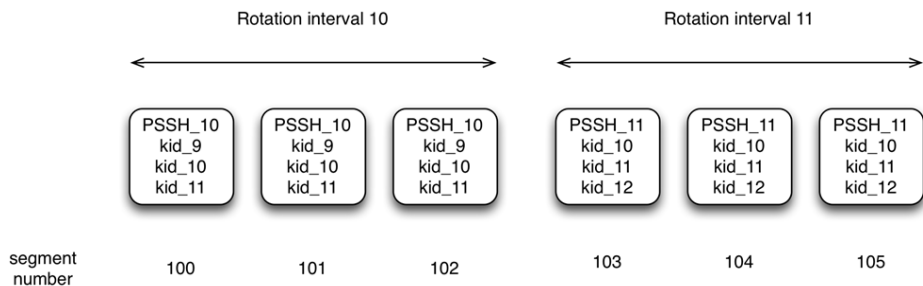 Rotation interval 10
Rotation interval 11
PSSH_10
kid_9
kid_10
kid_11
PSSH_10
kid_9
kid_10
kid_11
PSSH_10
kid_9
kid_10
kid_11
PSSH_11
kid_10
kid_11
kid_12
PSSH_11
kid_10
kid_11
kid_12
PSSH_11
kid_10
kid_11
kid_12
segment
number
100
101
102
103
104
105